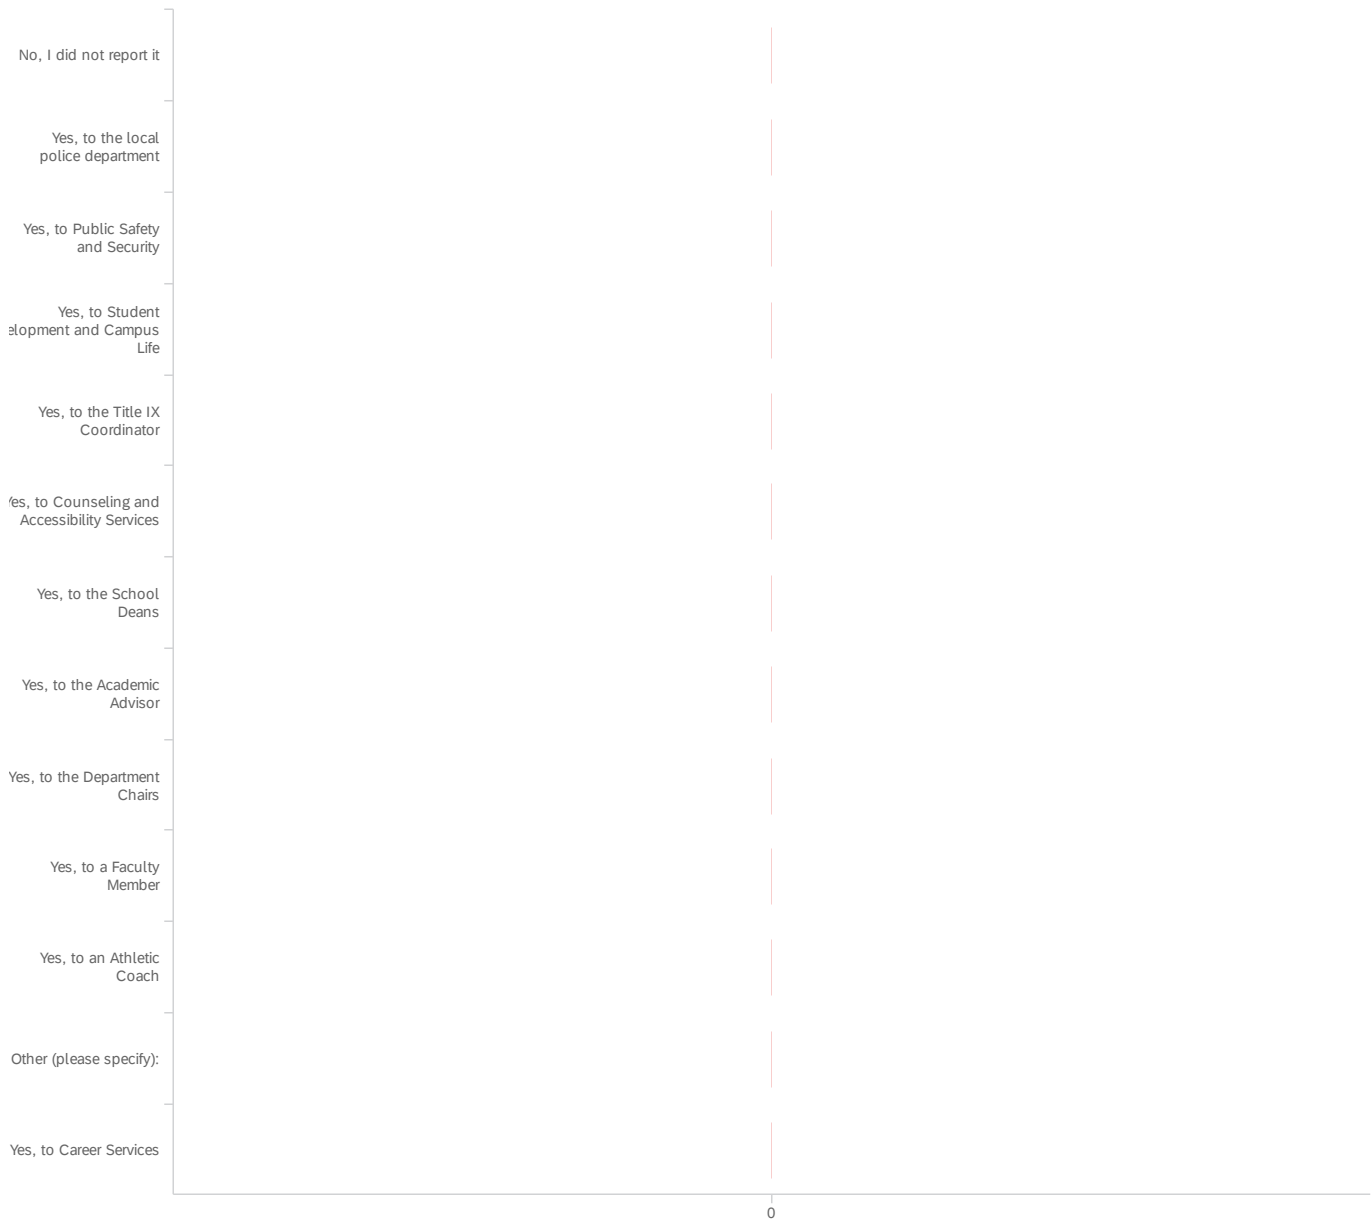 No, I did not report it
Yes, to the local
police department
Yes, to Public Safety
and Security
Yes, to Student
elopment and Campus
Life
Yes, to the Title IX
Coordinator
Yes, to Counseling and
Accessibility Services
Yes, to the School
Deans
Yes, to the Academic
Advisor
Yes, to the Department
Chairs
Yes, to a Faculty
Member
Yes, to an Athletic
Coach
Other (please specify):
Yes, to Career Services
0